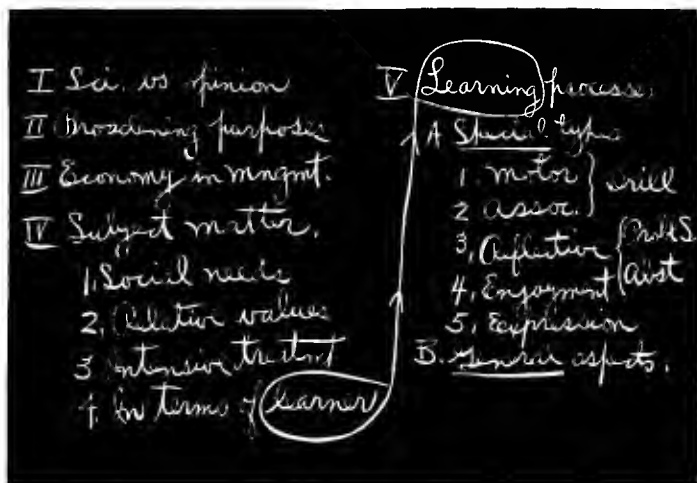 I Sci. vs opinion
II Broadening purposes
III Economy in mngmt.
IV Subject matter.
1. Social needs
2. Relative values
3 Intensive treatm't
4. In terms of learner
V Learning processes
A Special types
1. motor
2 assoc.
drill
3. Reflective
4. Enjoyment
5. Expression
B. General aspects.